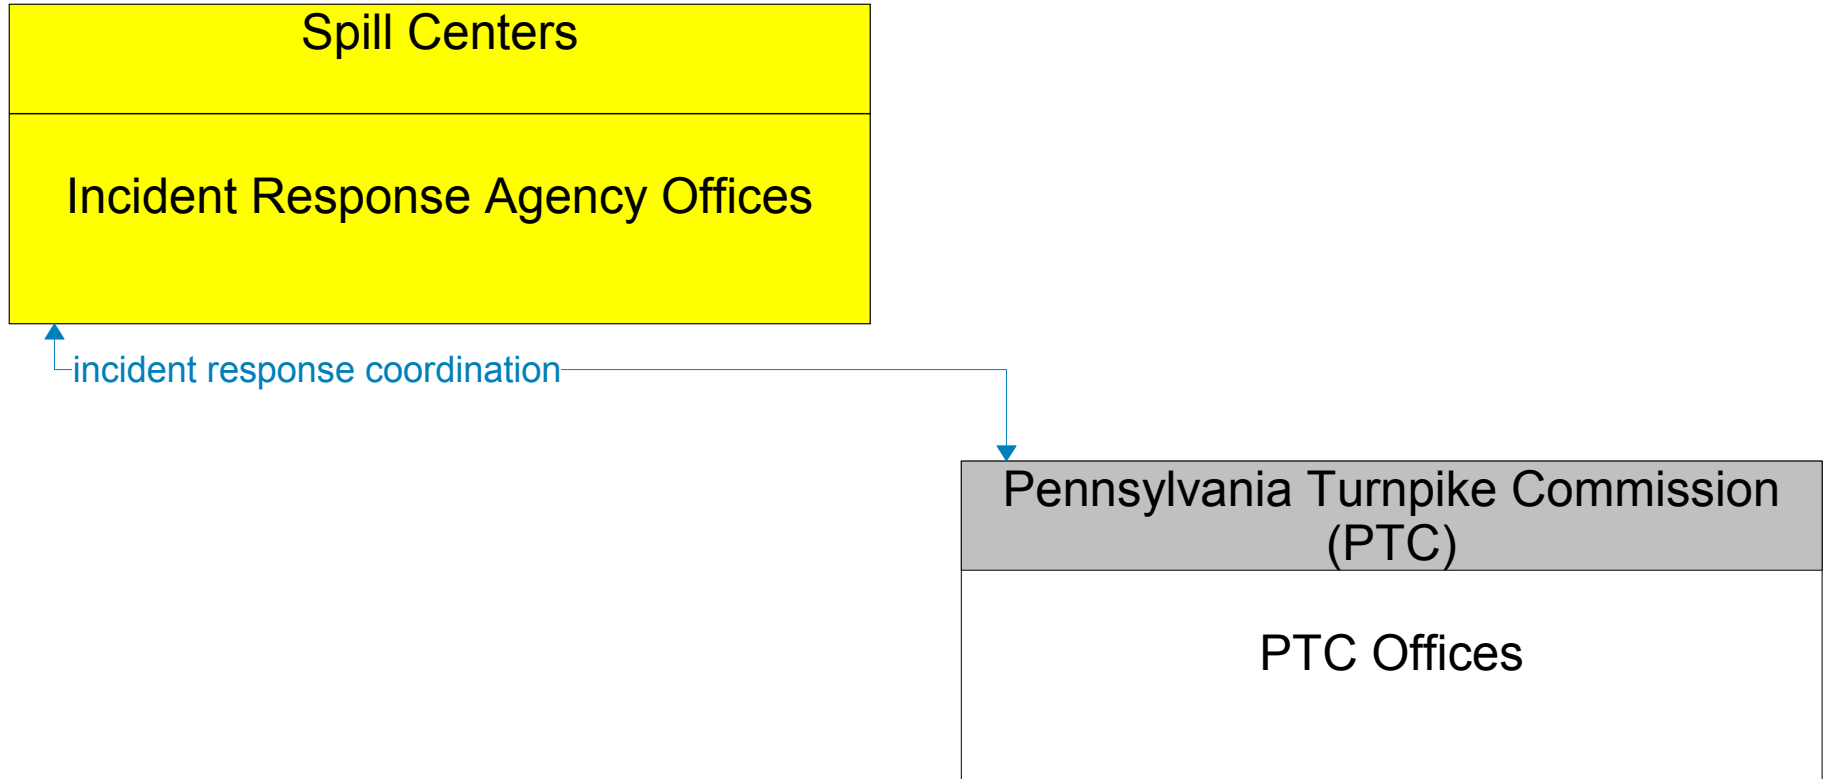 Spill Centers
Incident Response Agency Offices
incident response coordination
Pennsylvania Turnpike Commission
(PTC)
PTC Offices